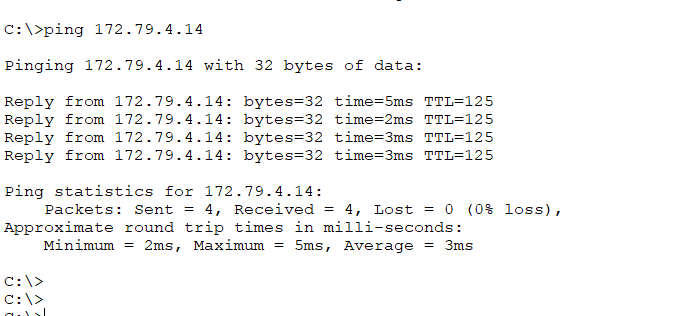 C:\>ping 172.79.4.14
Pinging 172.79.4.14 with 32 bytes of data:
Reply from 172.79.4.14: bytes=32 time=5ms TTL=125
Reply from 172.79.4.14: bytes=32 time=2ms TTL=125
Reply from 172.79.4.14: bytes=32 time=3ms TTL=125
Reply from 172.79.4.14: bytes=32 time=3ms TTL=125
Ping statistics for 172.79.4.14:
    Packets: Sent = 4, Received = 4, Lost = 0 (0% loss),
Approximate round trip times in milli-seconds:
    Minimum = 2ms, Maximum = 5ms, Average = 3ms
C:\>
C:\>
C:\>